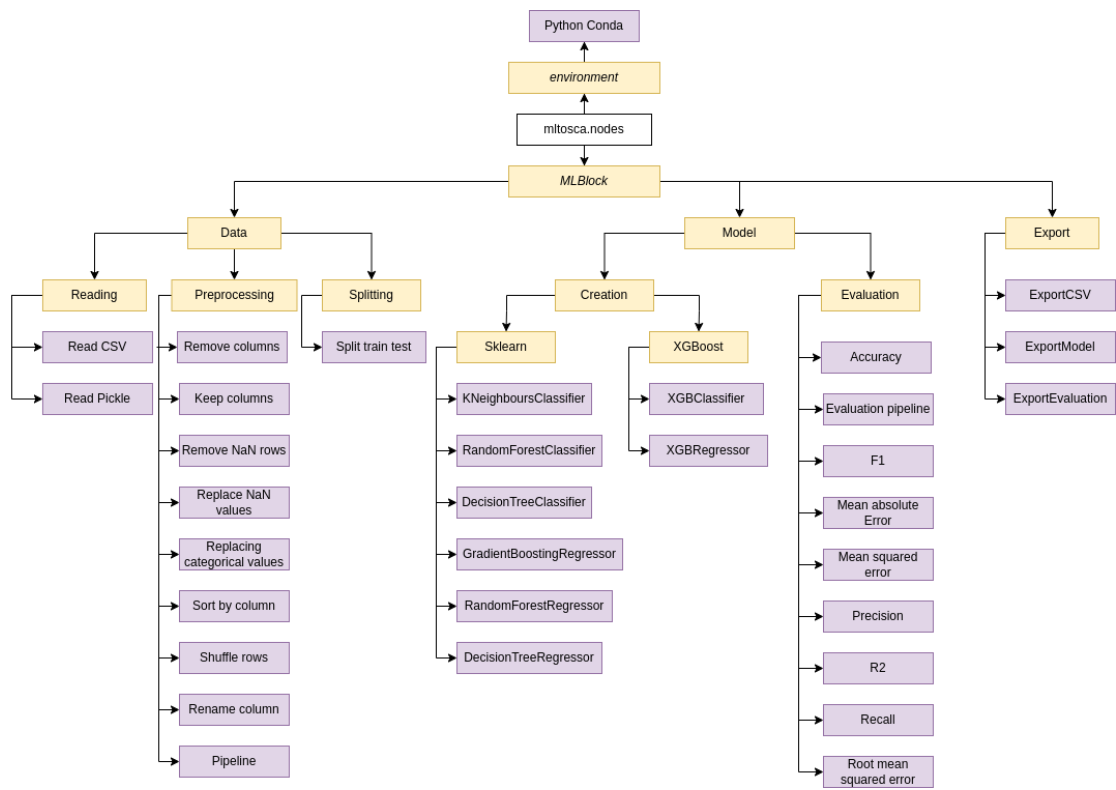 Python Conda
environment
mltosca.nodes
MLBlock
Data
Model
Export
Reading
Preprocessing
Splitting
Creation
Evaluation
ExportCSV
Read CSV
Remove columns
Split train test
Sklearn
XGBoost
Accuracy
ExportModel
Read Pickle
Keep columns
KNeighboursClassifier
XGBClassifier
Evaluation pipeline
ExportEvaluation
Remove NaN rows
RandomForestClassifier
XGBRegressor
F1
Replace NaN
values
DecisionTreeClassifier
Mean absolute
Error
Replacing
categorical values
GradientBoostingRegressor
Mean squared
error
Sort by column
RandomForestRegressor
Precision
Shuffle rows
DecisionTreeRegressor
R2
Rename column
Recall
Pipeline
Root mean
squared error